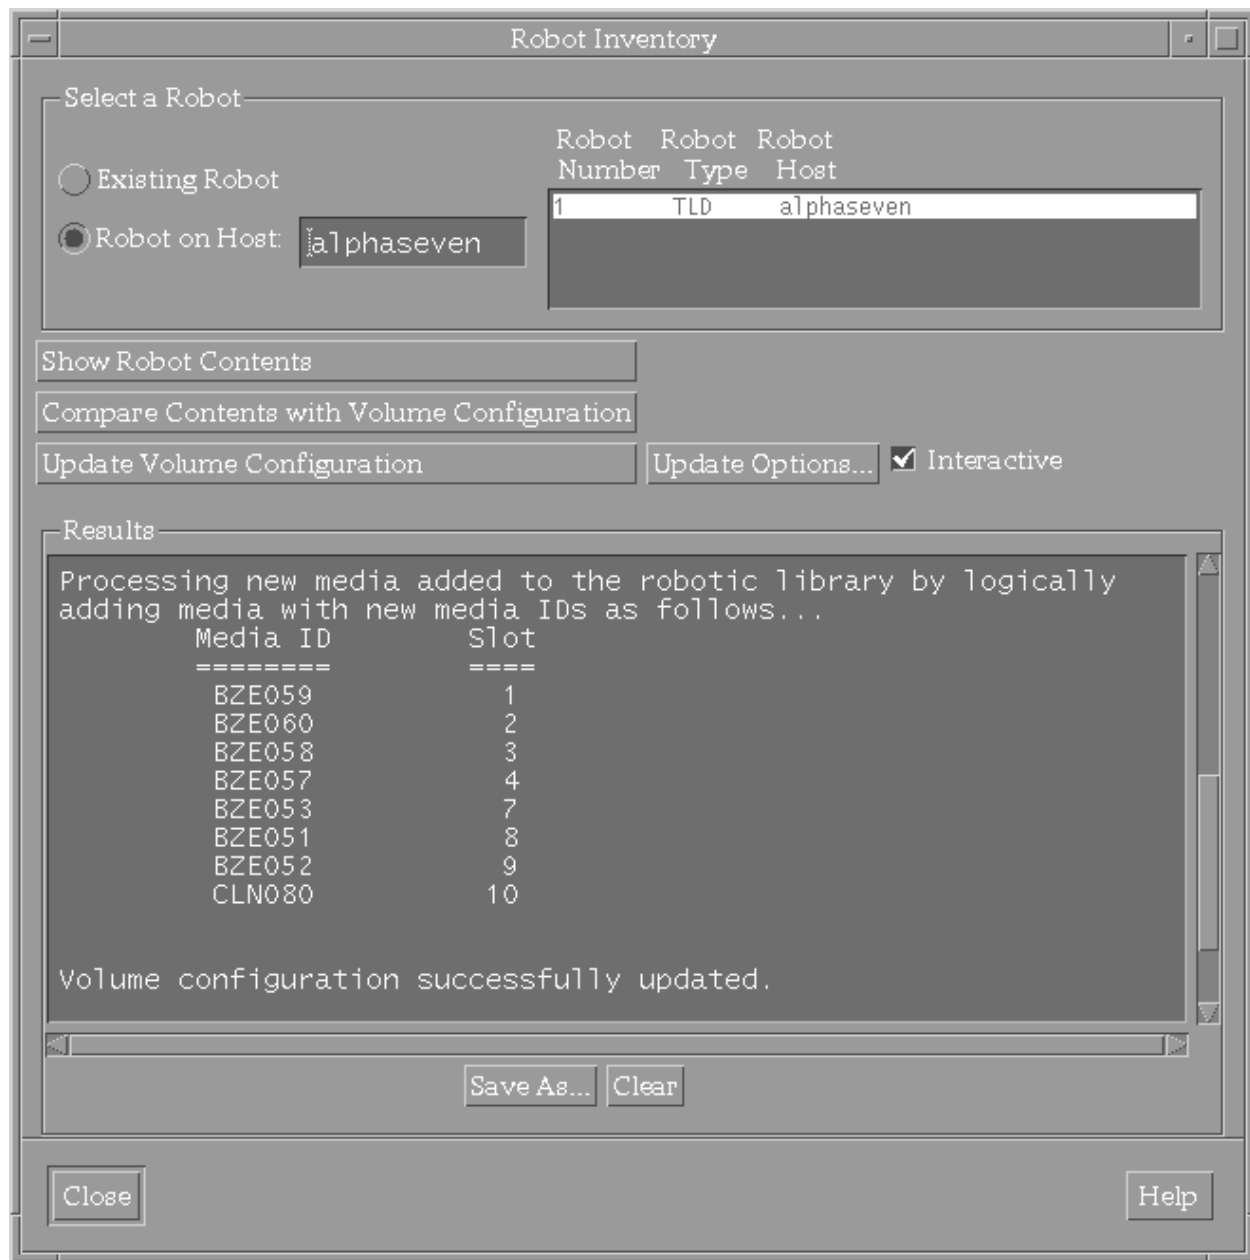 Robot Inventory
Select a Robot
Robot Robot Robot
Number Type Host
Existing Robot
1 TLD alphaseven
Robot on Host: alphaseven
Show Robot Contents
Compare Contents with Volume Configuration
Update Volume Configuration Update Options... Interactive
Results
Processing new media added to the robotic library by logically
adding media with new media IDs as follows...
Media ID Slot
======== ====
BZE059 1
BZE060 2
BZE058 3
BZE057 4
BZE053 7
BZE051 8
BZE052 9
CLN080 10
Volume configuration successfully updated.
Save As... Clear
Close Help